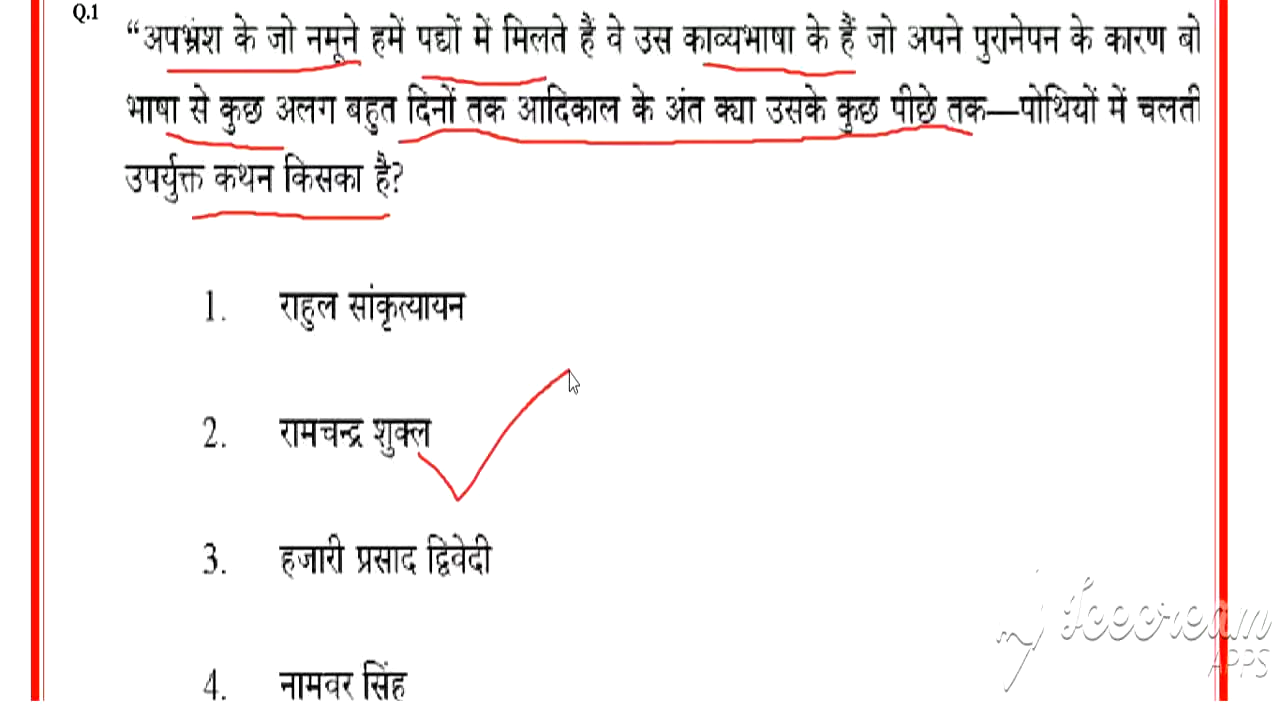 Q.1
“अपभ्रंश के जो नमूने हमें पद्यों में मिलते हैं वे उस काव्यभाषा के हैं जो अपने पुरानेपन के कारण बो
भाषा से कुछ अलग बहुत दिनों तक आदिकाल के अंत क्या उसके कुछ पीछे तक—पोथियों में चलती
उपर्युक्त कथन किसका है?
1. राहुल सांकृत्यायन
2. रामचन्द्र शुक्ल
3. हजारी प्रसाद द्विवेदी
4. नामवर सिंह
Icecream
APPS